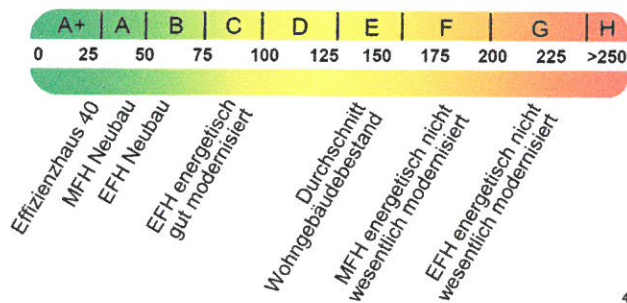 A+ A B C D E F G H
0 25 50 75 100 125 150 175 200 225 >250
Effizienzhaus 40
MFH Neubau
EFH Neubau
EFH energetisch
gut modernisiert
Durchschnitt
Wohngebäudebestand
MFH energetisch nicht
wesentlich modernisiert
EFH energetisch nicht
wesentlich modernisiert